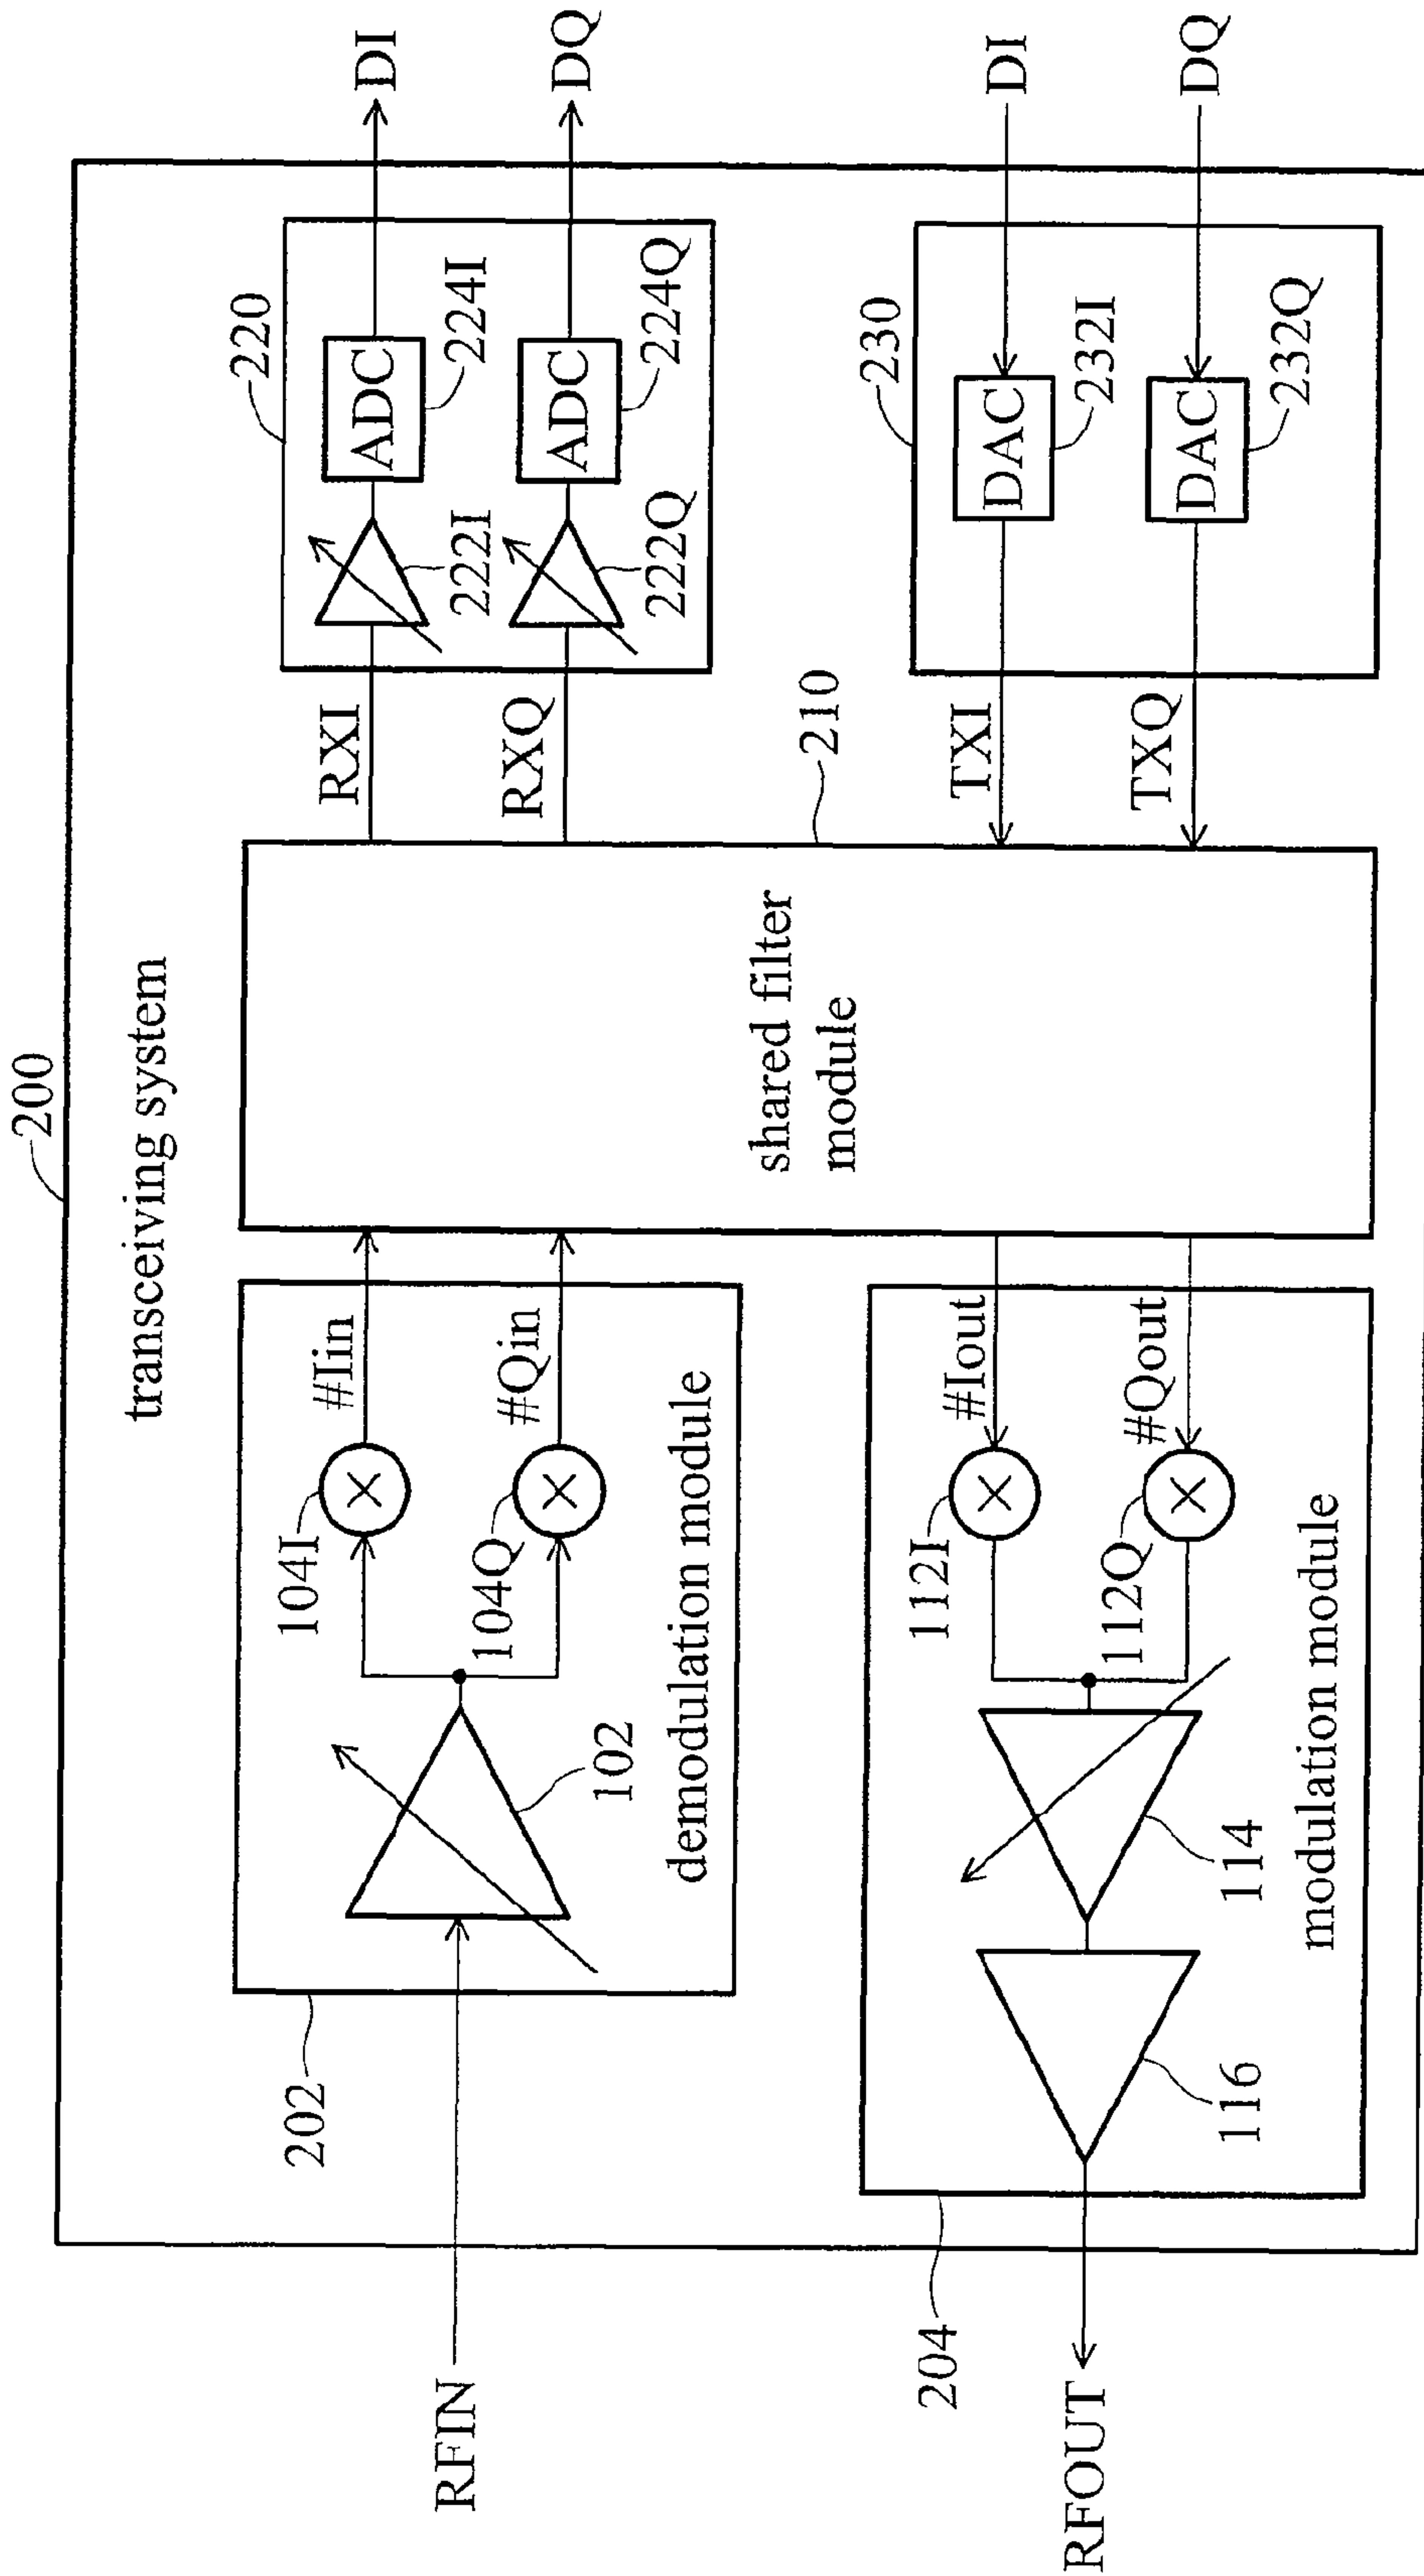 200
transceiving system
RFIN
202
102
104I
104Q
#Iin
#Qin
demodulation module
shared filter
module
210
RXI
RXQ
220
222I
222Q
ADC
224I
ADC
224Q
DI
DQ
RFOUT
204
116
114
112I
112Q
#Iout
#Qout
modulation module
TXI
TXQ
230
DAC
232I
DAC
232Q
DI
DQ